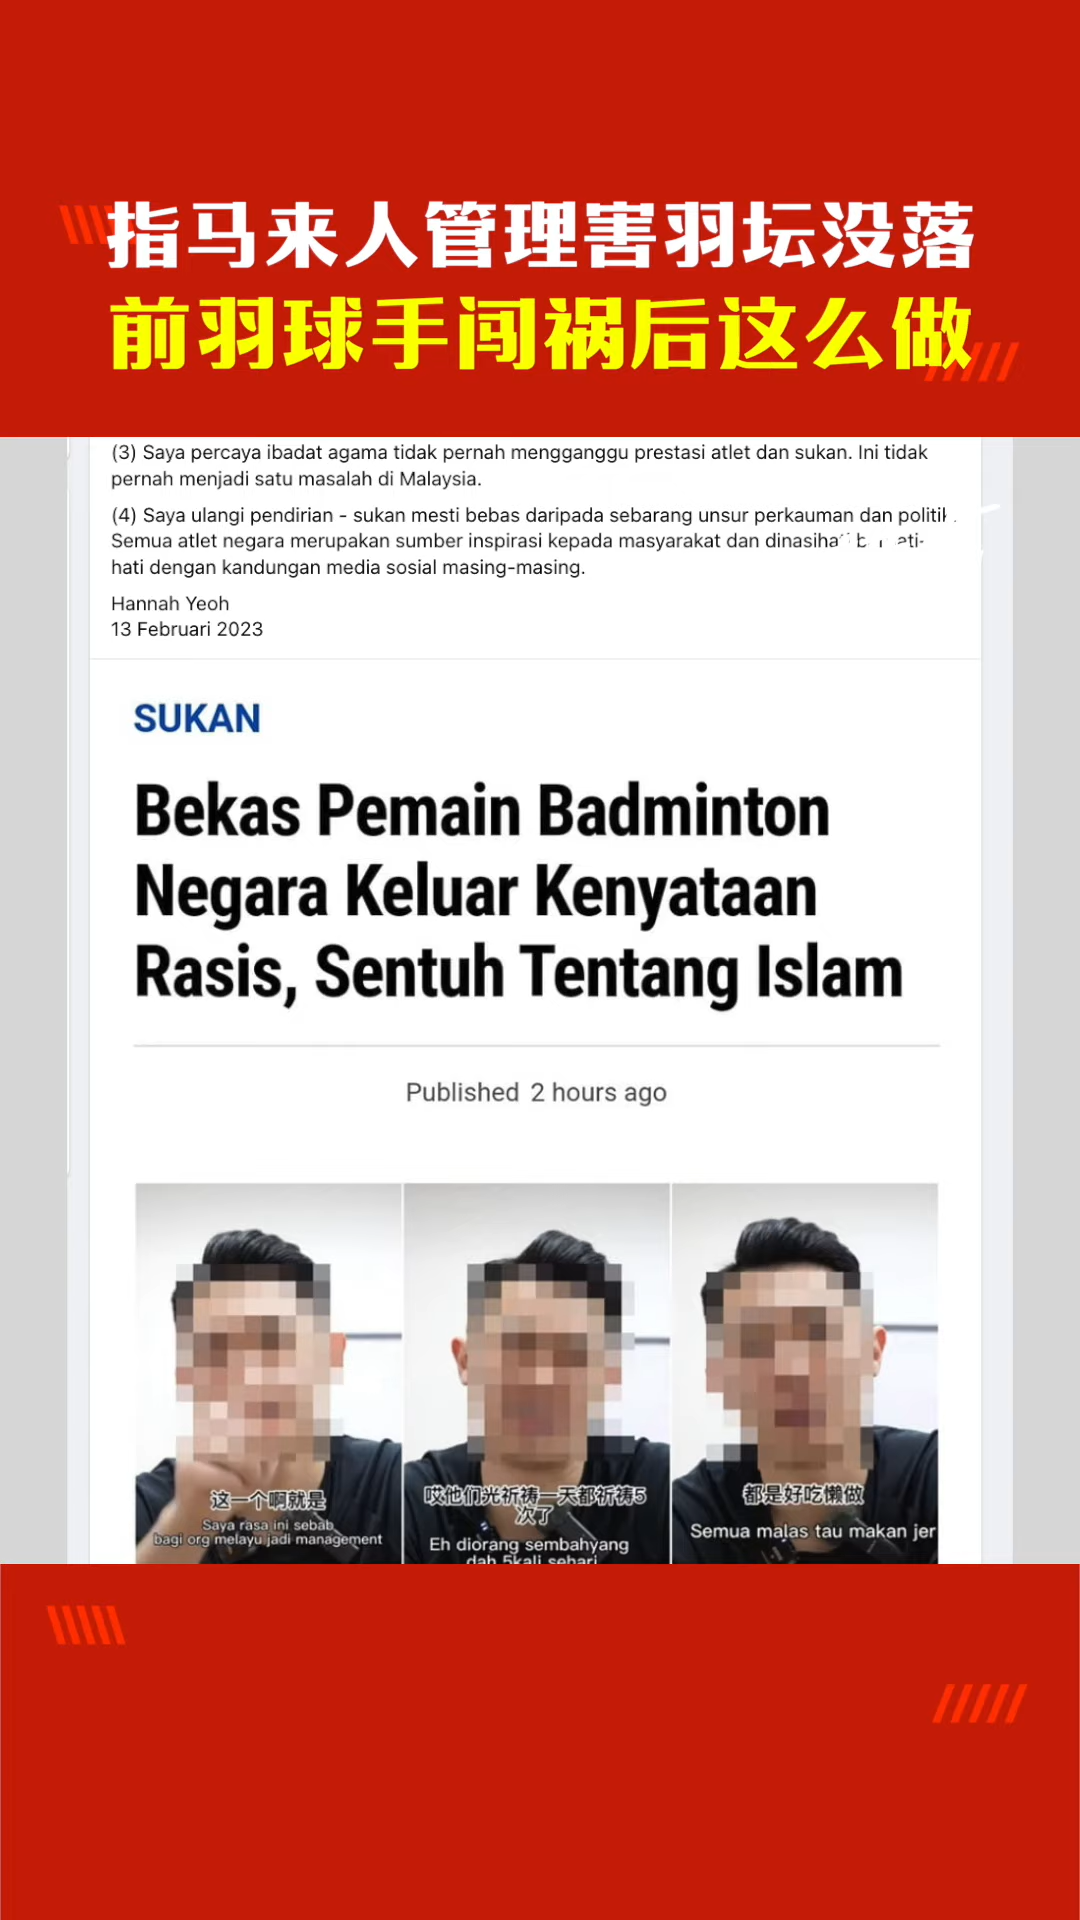 指马来人管理害羽坛没落
前羽球手闯祸后这么做
(3) Saya percaya ibadat agama tidak pernah mengganggu prestasi atlet dan sukan. Ini tidak
pernah menjadi satu masalah di Malaysia.
(4) Saya ulangi pendirian - sukan mesti bebas daripada sebarang unsur perkauman dan politik.
Semua atlet negara merupakan sumber inspirasi kepada masyarakat dan dinasihati
hati dengan kandungan media sosial masing-masing.
Hannah Yeoh
13 Februari 2023
SUKAN
Bekas Pemain Badminton
Negara Keluar Kenyataan
Rasis, Sentuh Tentang Islam
Published 2 hours ago
这一个啊就是
Saya rasa ini sebab
bagi org melayu jadi management
哎他们光祈祷一天都祈祷5
次了
Eh diorang sembahyang
dah 5kali sehari
都是好吃懒做
Semua malas tau makan jer